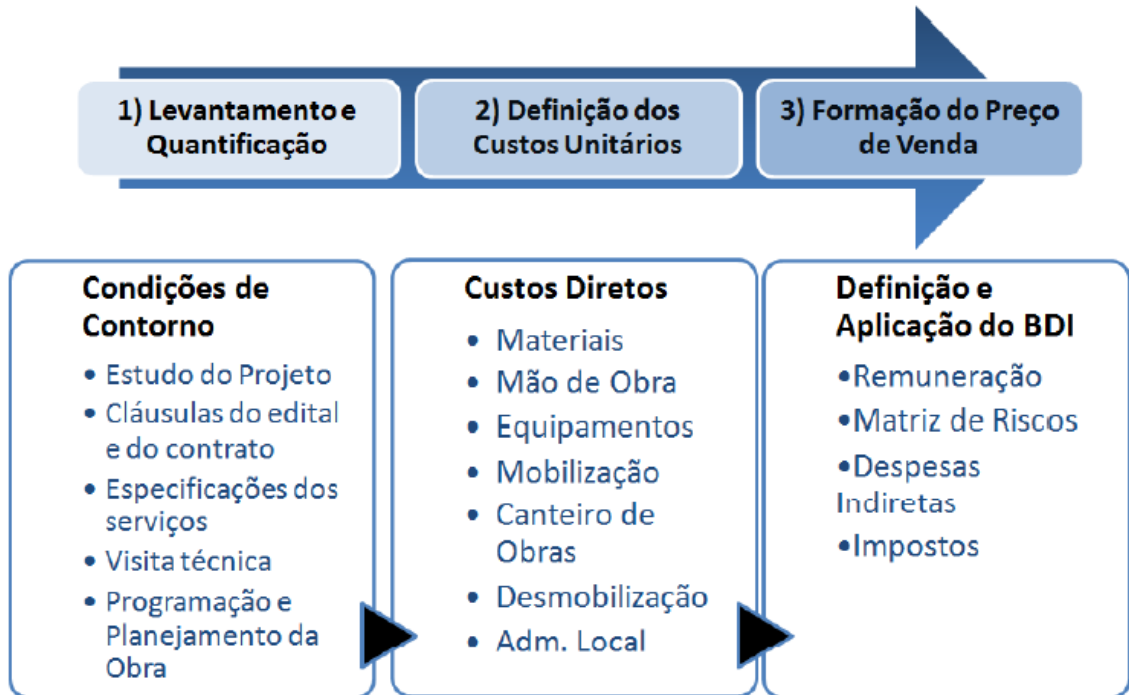 1) Levantamento e
Quantificação
2) Definição dos
Custos Unitários
3) Formação do Preço
de Venda
Condições de
Contorno
• Estudo do Projeto
• Cláusulas do edital
e do contrato
• Especificações dos
serviços
• Visita técnica
• Programação e
Planejamento da
Obra
Custos Diretos
• Materiais
• Mão de Obra
• Equipamentos
• Mobilização
• Canteiro de
Obras
• Desmobilização
• Adm. Local
Definição e
Aplicação do BDI
•Remuneração
•Matriz de Riscos
•Despesas
Indiretas
•Impostos